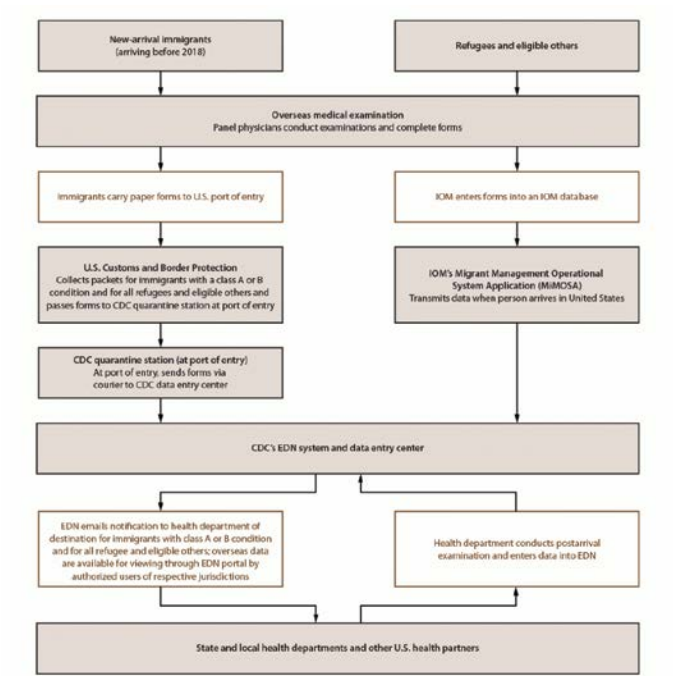 New-arrival immigrants
(arriving before 2018)
Refugees and eligible others
Overseas medical examination
Panel physicians conduct examinations and complete forms
Immigrants carry paper forms to U.S. port of entry
IOM enters forms into an IOM database
U.S. Customs and Border Protection
Collects packets for immigrants with a class A or B
condition and for all refugees and eligible others and
passes forms to CDC quarantine station at port of entry
IOM's Migrant Management Operational
System Application (MiMOSA)
Transmits data when person arrives in United States
CDC quarantine station (at port of entry)
At port of entry, sends forms via
courier to CDC data entry center
CDC's EDN system and data entry center
EDN emails notification to health department of
destination for immigrants with class A or B condition
and for all refugee and eligible others; overseas data
are available for viewing through EDN portal by
authorized users of respective jurisdictions
Health department conducts postarrival
examination and enters data into EDN
State and local health departments and other U.S. health partners